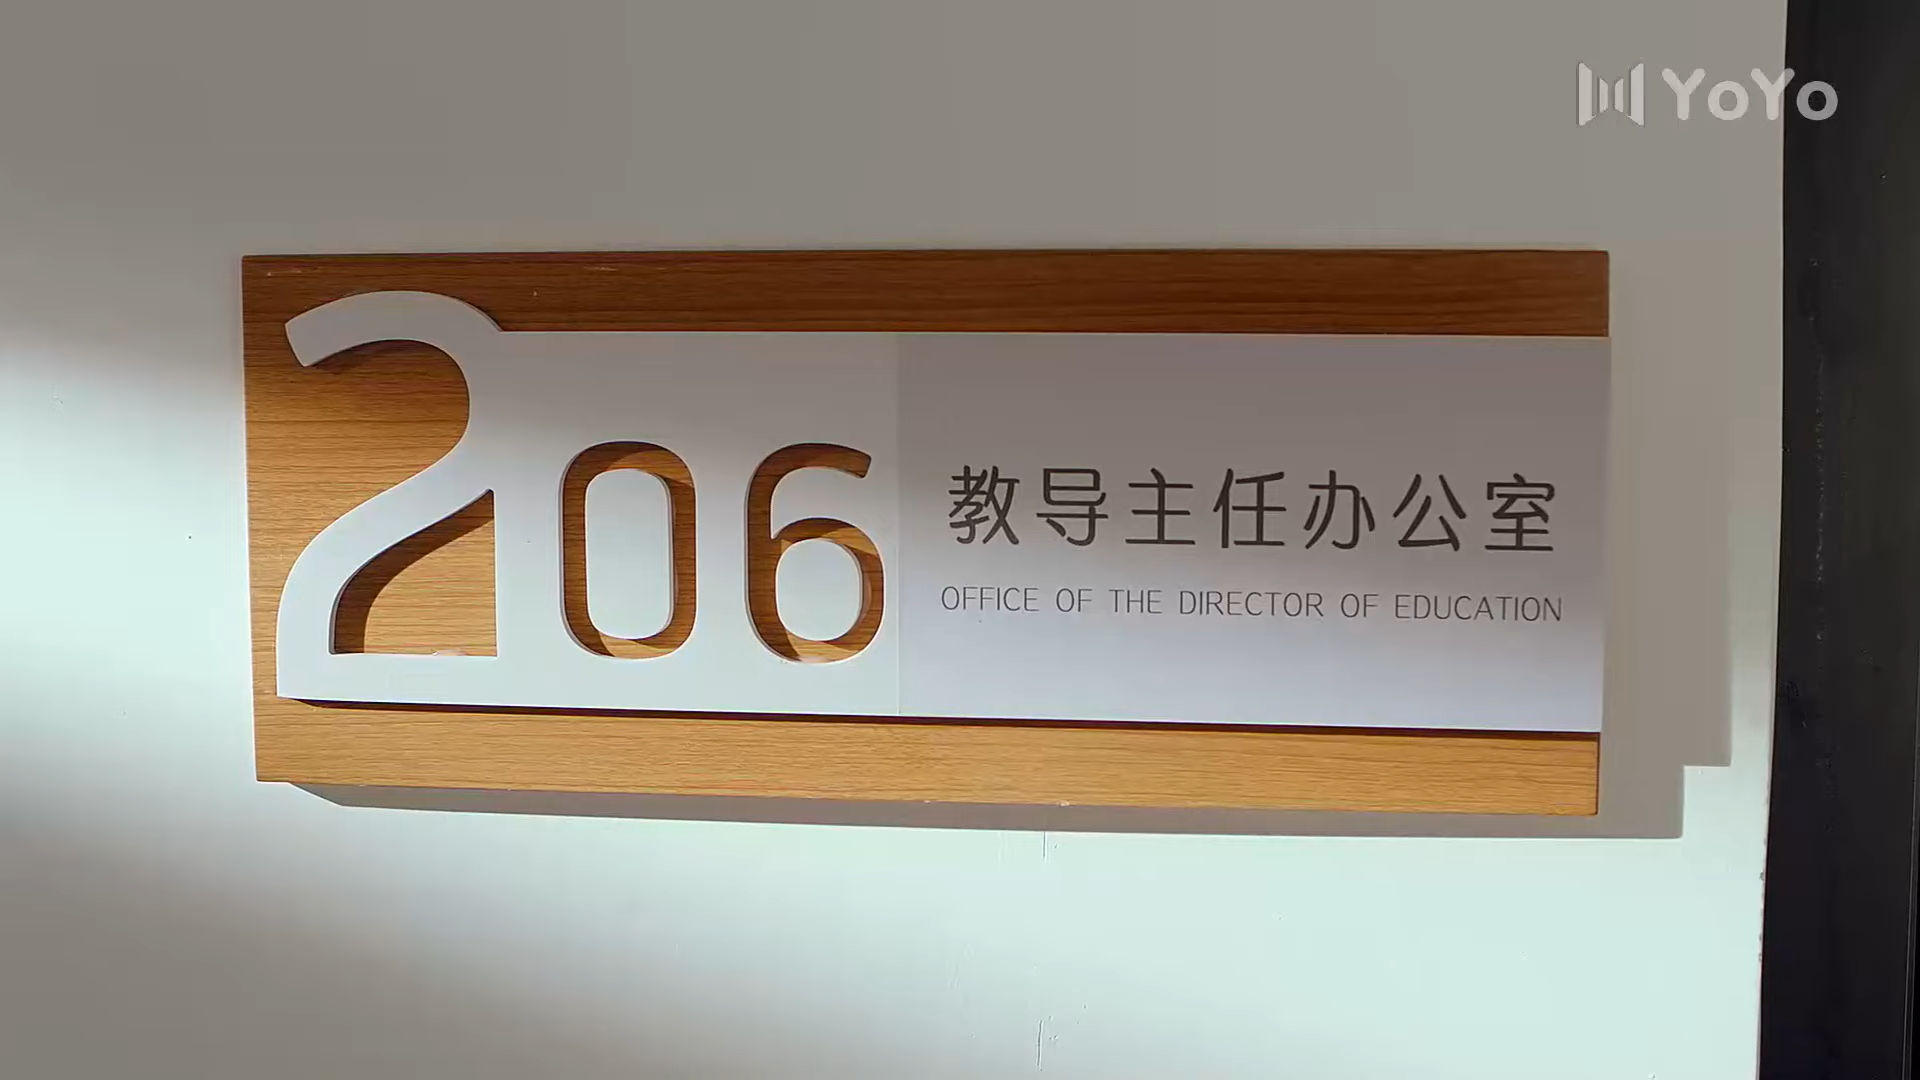 YoYo
206
教导主任办公室
OFFICE OF THE DIRECTOR OF EDUCATION